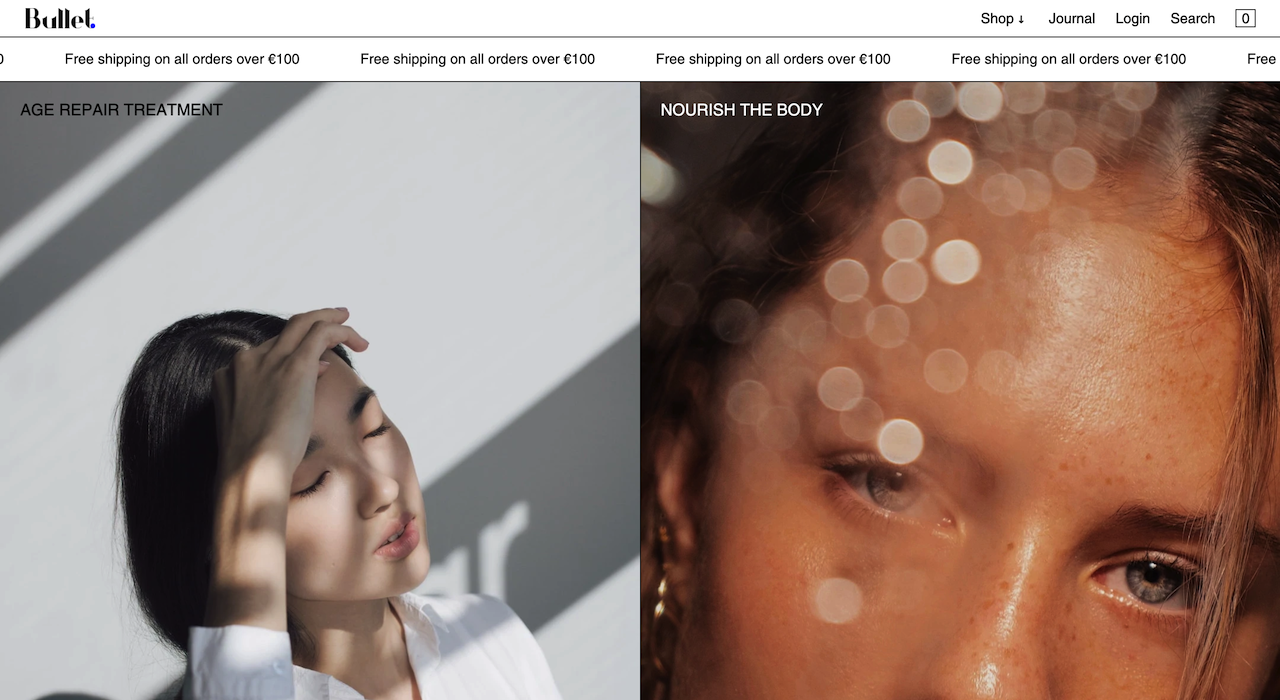 Bullet.
Shop ↓ Journal Login Search 0
0 Free shipping on all orders over €100 Free shipping on all orders over €100 Free shipping on all orders over €100 Free shipping on all orders over €100 Free
AGE REPAIR TREATMENT
NOURISH THE BODY